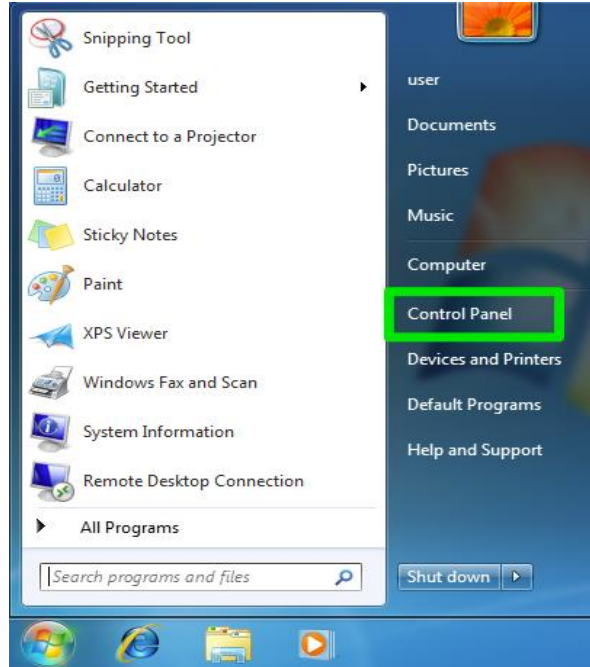 Snipping Tool
Getting Started
Connect to a Projector
Calculator
Sticky Notes
Paint
XPS Viewer
Windows Fax and Scan
System Information
Remote Desktop Connection
All Programs
Search programs and files
user
Documents
Pictures
Music
Computer
Control Panel
Devices and Printers
Default Programs
Help and Support
Shut down